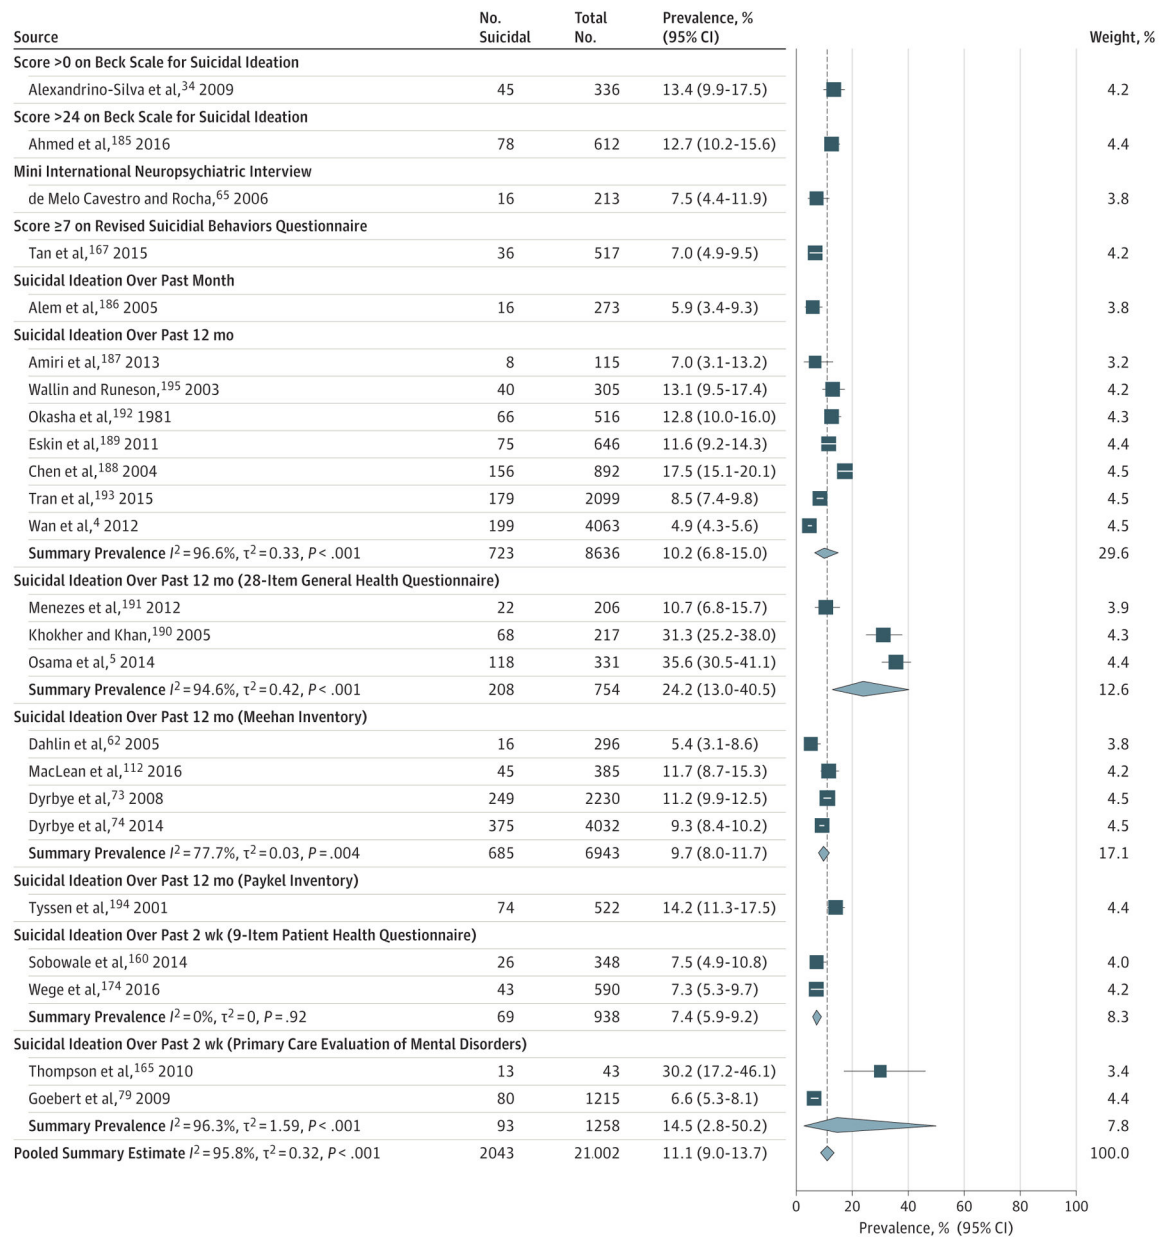 Source No. Suicidal Total No. Prevalence, % (95% CI) Weight, %
Score >0 on Beck Scale for Suicidal Ideation
Alexandrino-Silva et al,34 2009 45 336 13.4 (9.9-17.5) 4.2
Score >24 on Beck Scale for Suicidal Ideation
Ahmed et al,185 2016 78 612 12.7 (10.2-15.6) 4.4
Mini International Neuropsychiatric Interview
de Melo Cavestro and Rocha,65 2006 16 213 7.5 (4.4-11.9) 3.8
Score ≥7 on Revised Suicidial Behaviors Questionnaire
Tan et al,167 2015 36 517 7.0 (4.9-9.5) 4.2
Suicidal Ideation Over Past Month
Alem et al,186 2005 16 273 5.9 (3.4-9.3) 3.8
Suicidal Ideation Over Past 12 mo
Amiri et al,187 2013 8 115 7.0 (3.1-13.2) 3.2
Wallin and Runeson,195 2003 40 305 13.1 (9.5-17.4) 4.2
Okasha et al,192 1981 66 516 12.8 (10.0-16.0) 4.3
Eskin et al,189 2011 75 646 11.6 (9.2-14.3) 4.4
Chen et al,188 2004 156 892 17.5 (15.1-20.1) 4.5
Tran et al,193 2015 179 2099 8.5 (7.4-9.8) 4.5
Wan et al,4 2012 199 4063 4.9 (4.3-5.6) 4.5
Summary Prevalence I2=96.6%, τ2=0.33, P<.001 723 8636 10.2 (6.8-15.0) 29.6
Suicidal Ideation Over Past 12 mo (28-Item General Health Questionnaire)
Menezes et al,191 2012 22 206 10.7 (6.8-15.7) 3.9
Khokher and Khan,190 2005 68 217 31.3 (25.2-38.0) 4.3
Osama et al,5 2014 118 331 35.6 (30.5-41.1) 4.4
Summary Prevalence I2=94.6%, τ2=0.42, P<.001 208 754 24.2 (13.0-40.5) 12.6
Suicidal Ideation Over Past 12 mo (Meehan Inventory)
Dahlin et al,62 2005 16 296 5.4 (3.1-8.6) 3.8
MacLean et al,112 2016 45 385 11.7 (8.7-15.3) 4.2
Dyrbye et al,73 2008 249 2230 11.2 (9.9-12.5) 4.5
Dyrbye et al,74 2014 375 4032 9.3 (8.4-10.2) 4.5
Summary Prevalence I2=77.7%, τ2=0.03, P=.004 685 6943 9.7 (8.0-11.7) 17.1
Suicidal Ideation Over Past 12 mo (Paykel Inventory)
Tyssen et al,194 2001 74 522 14.2 (11.3-17.5) 4.4
Suicidal Ideation Over Past 2 wk (9-Item Patient Health Questionnaire)
Sobowale et al,160 2014 26 348 7.5 (4.9-10.8) 4.0
Wege et al,174 2016 43 590 7.3 (5.3-9.7) 4.2
Summary Prevalence I2=0%, τ2=0, P=.92 69 938 7.4 (5.9-9.2) 8.3
Suicidal Ideation Over Past 2 wk (Primary Care Evaluation of Mental Disorders)
Thompson et al,165 2010 13 43 30.2 (17.2-46.1) 3.4
Goebert et al,79 2009 80 1215 6.6 (5.3-8.1) 4.4
Summary Prevalence I2=96.3%, τ2=1.59, P<.001 93 1258 14.5 (2.8-50.2) 7.8
Pooled Summary Estimate I2=95.8%, τ2=0.32, P<.001 2043 21 002 11.1 (9.0-13.7) 100.0
0 20 40 60 80 100
Prevalence, % (95% CI)